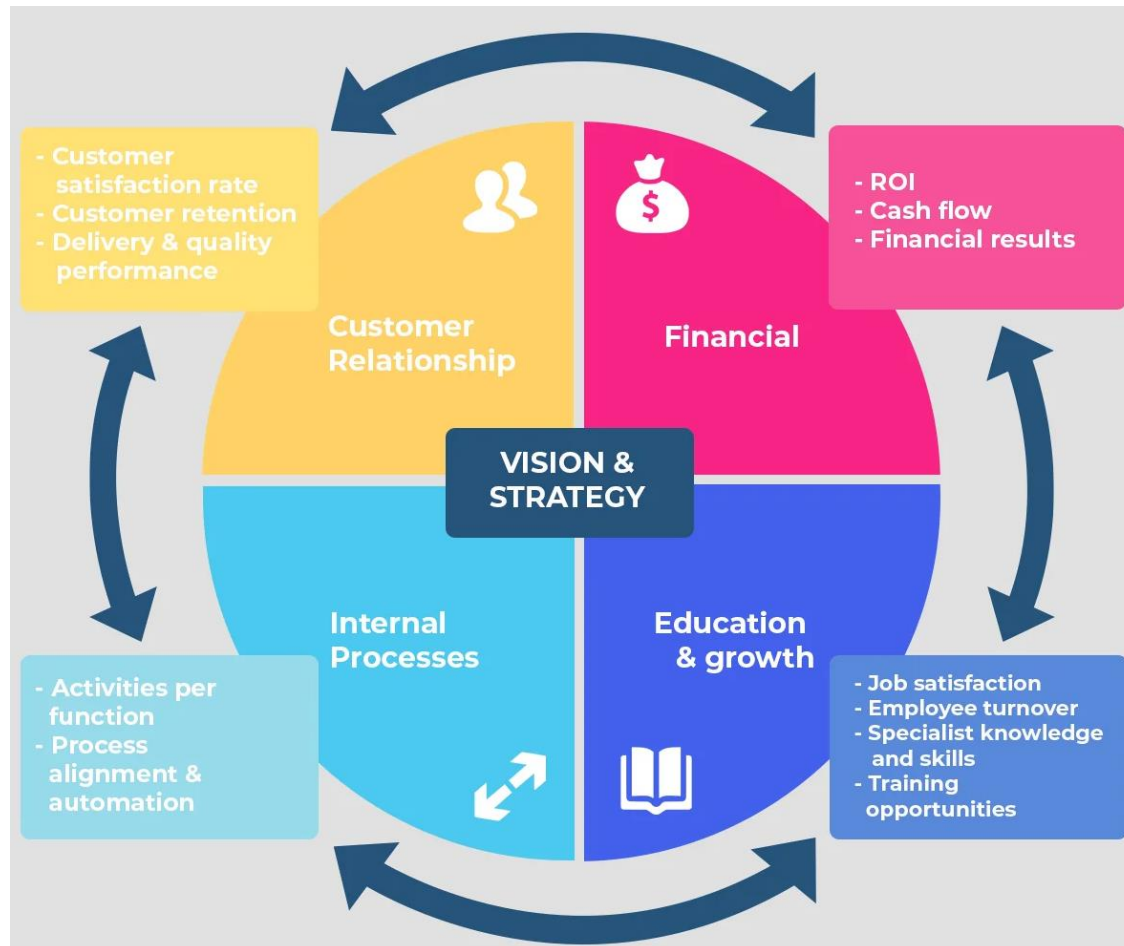 - Customer
satisfaction rate
- Customer retention
- Delivery & quality
performance
- ROI
- Cash flow
- Financial results
$
Customer
Relationship
Financial
VISION &
STRATEGY
Internal
Processes
Education
& growth
- Activities per
function
- Process
alignment &
automation
- Job satisfaction
- Employee turnover
- Specialist knowledge
and skills
- Training
opportunities